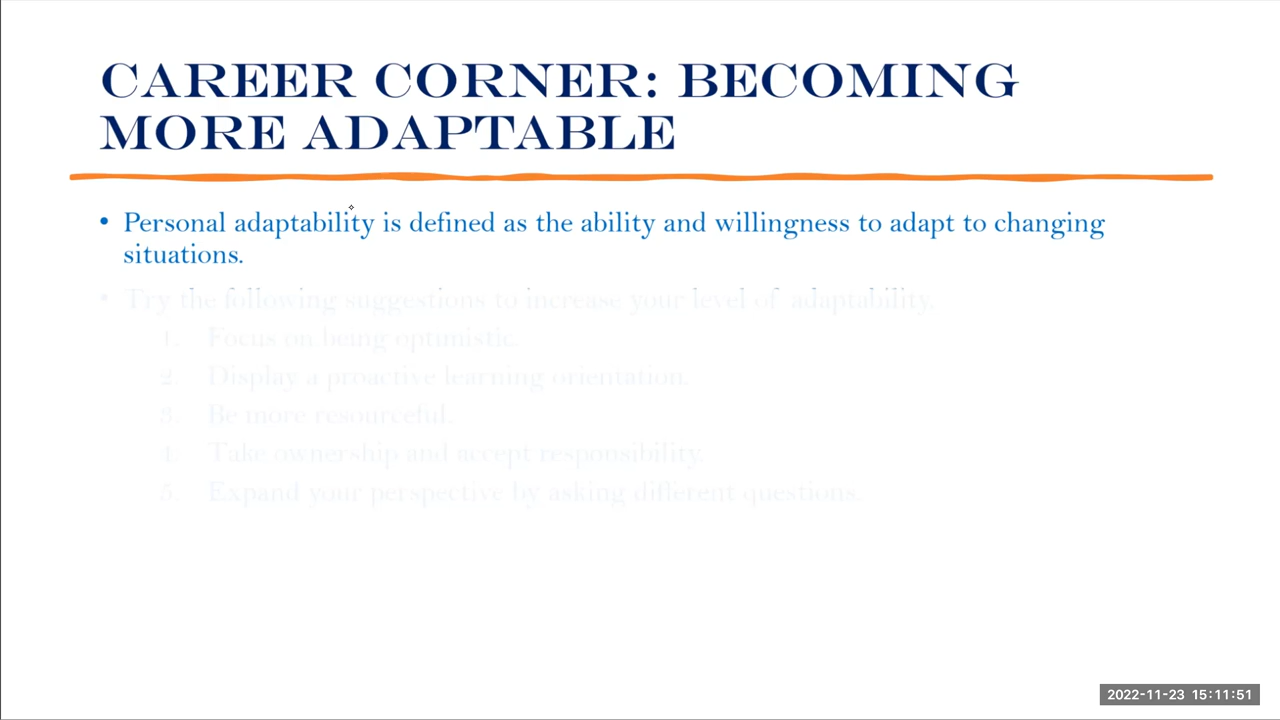 CAREER CORNER: BECOMING
MORE ADAPTABLE
• Personal adaptability is defined as the ability and willingness to adapt to changing
situations.
• Try the following suggestions to increase your level of adaptability.
1. Focus on being optimistic.
2. Display a proactive learning orientation.
3. Be more resourceful.
4. Take ownership and accept responsibility.
5. Expand your perspective by asking different questions.
2022-11-23 15:11:51